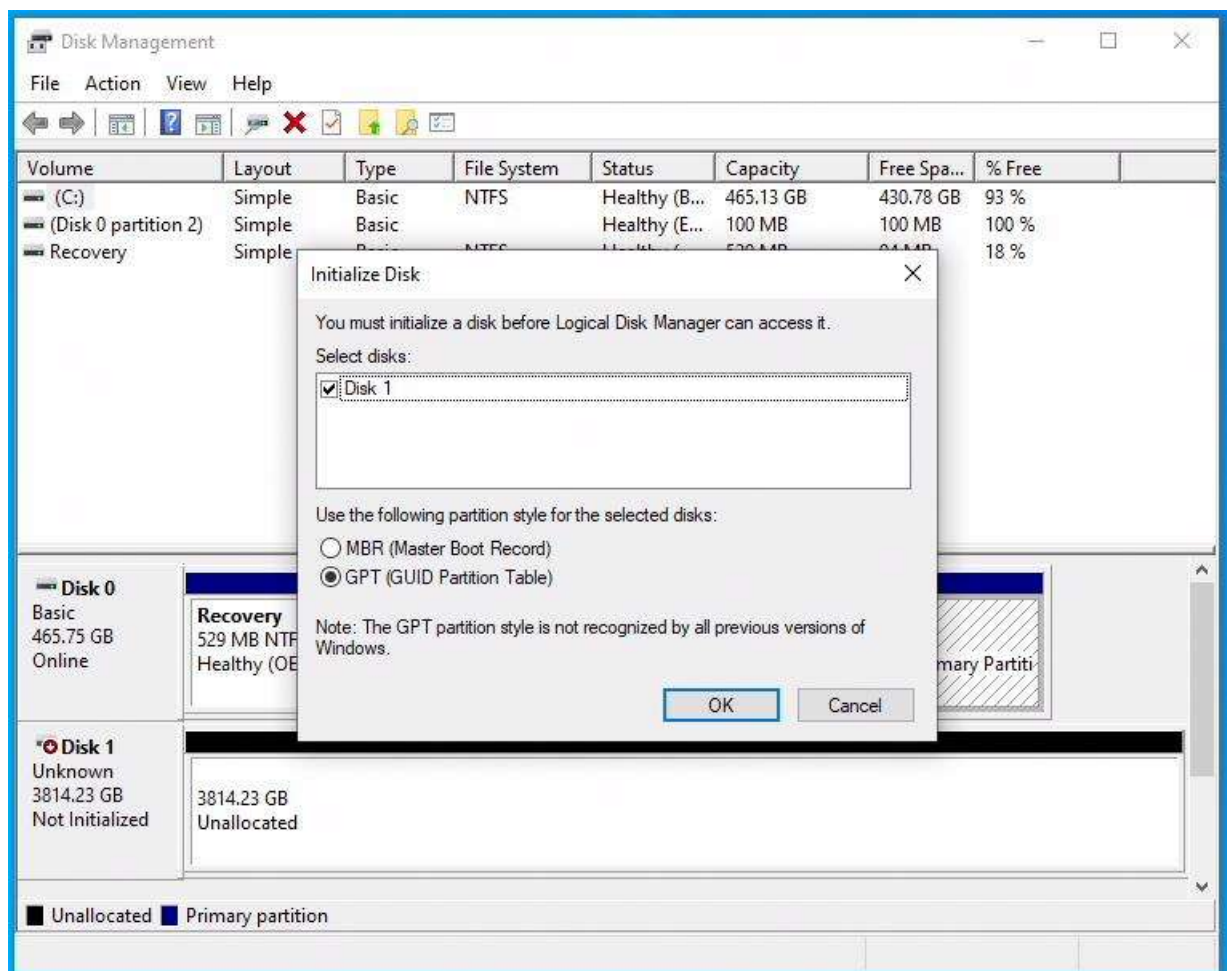 Disk Management
File Action View Help
Volume Layout Type File System Status Capacity Free Spa... % Free
(C:) Simple Basic NTFS Healthy (B... 465.13 GB 430.78 GB 93 %
(Disk 0 partition 2) Simple Basic Healthy (E... 100 MB 100 MB 100 %
Recovery Simple 18 %
Initialize Disk
You must initialize a disk before Logical Disk Manager can access it.
Select disks:
Disk 1
Use the following partition style for the selected disks:
MBR (Master Boot Record)
GPT (GUID Partition Table)
Note: The GPT partition style is not recognized by all previous versions of
Windows.
OK Cancel
Disk 0
Basic
465.75 GB
Online
Recovery
529 MB NTF
Healthy (OE
mary Partiti
Disk 1
Unknown
3814.23 GB
Not Initialized
3814.23 GB
Unallocated
Unallocated Primary partition